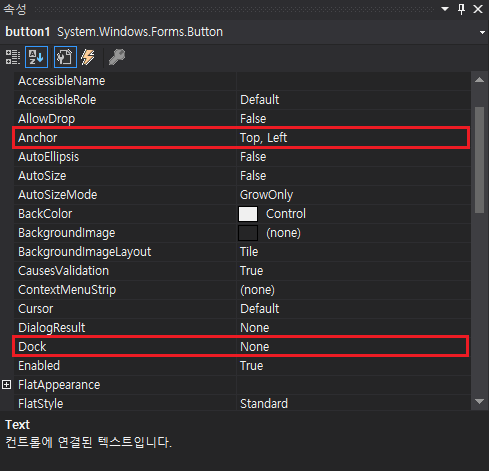 속성
button1 System.Windows.Forms.Button
AccessibleName
AccessibleRole Default
AllowDrop False
Anchor Top, Left
AutoEllipsis False
AutoSize False
AutoSizeMode GrowOnly
BackColor Control
BackgroundImage (none)
BackgroundImageLayout Tile
CausesValidation True
ContextMenuStrip (none)
Cursor Default
DialogResult None
Dock None
Enabled True
FlatAppearance
FlatStyle Standard
Text
컨트롤에 연결된 텍스트입니다.